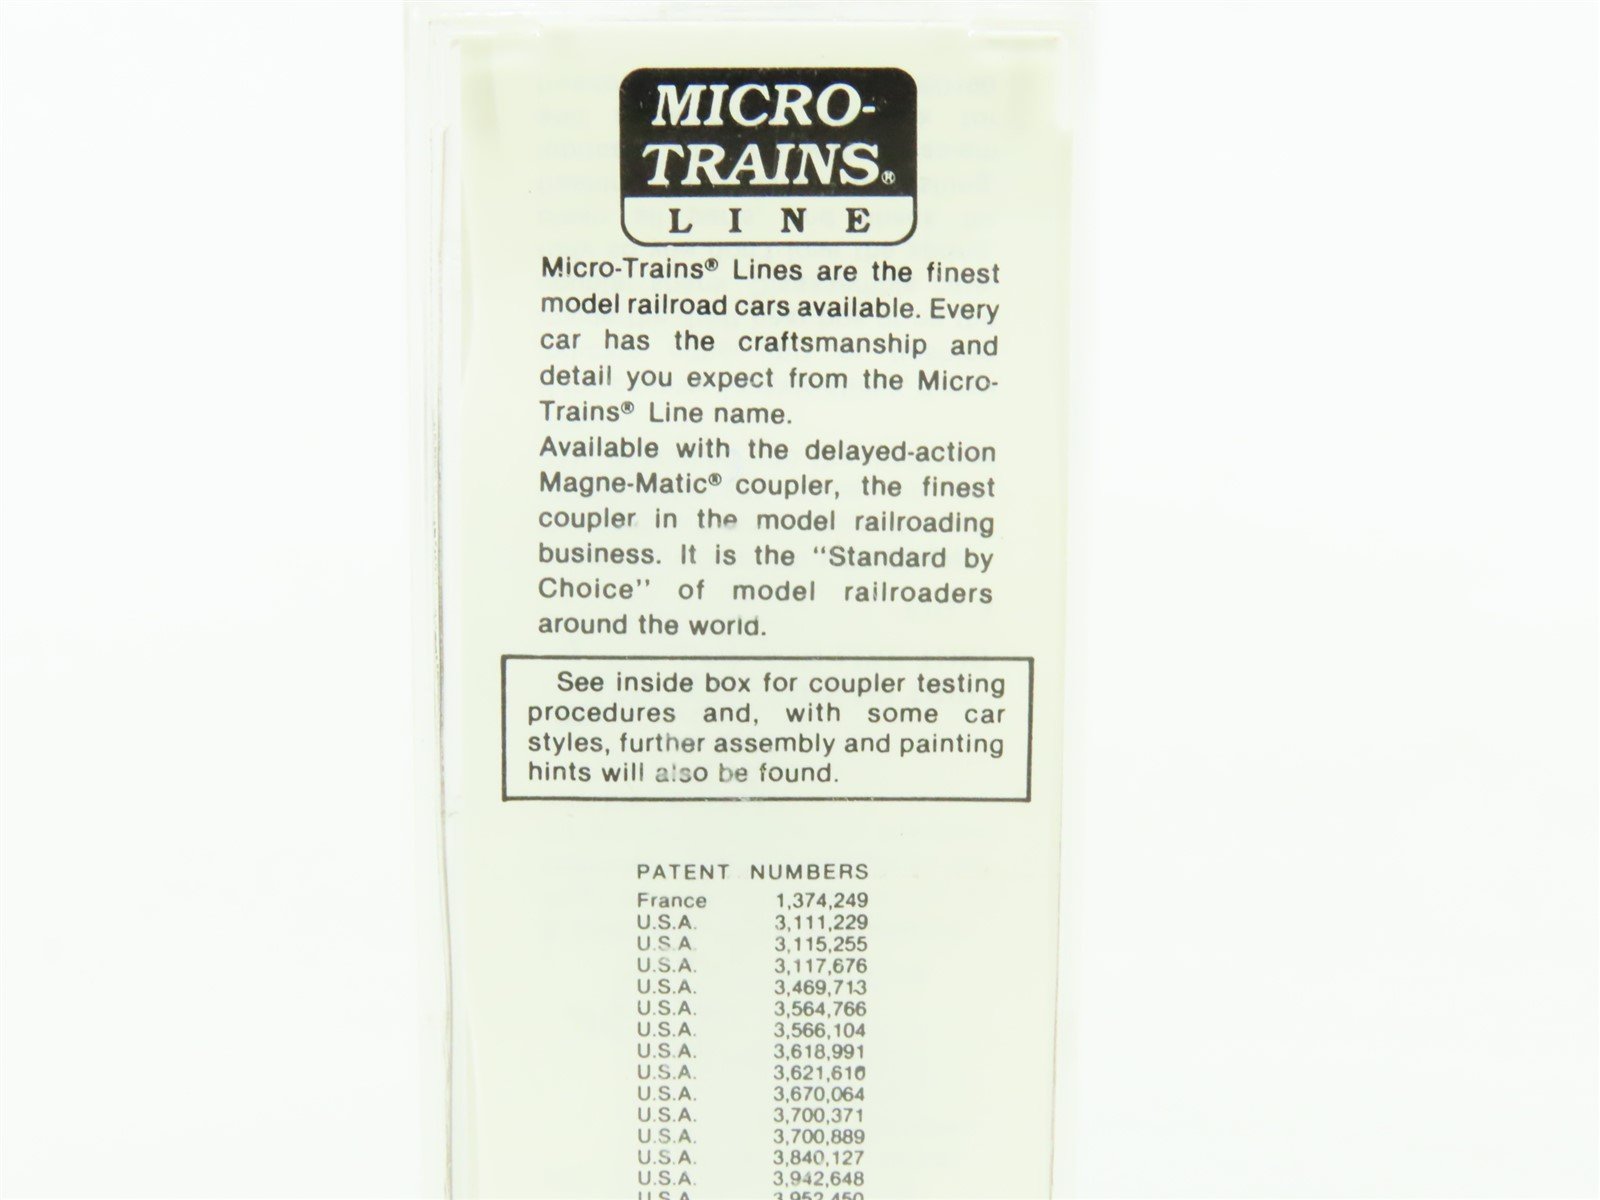 MICRO-
TRAINS®
LINE
Micro-Trains® Lines are the finest
model railroad cars available. Every
car has the craftsmanship and
detail you expect from the Micro-
Trains® Line name.
Available with the delayed-action
Magne-Matic® coupler, the finest
coupler in the model railroading
business. It is the “Standard by
Choice” of model railroaders
around the world.
See inside box for coupler testing
procedures and, with some car
styles, further assembly and painting
hints will also be found.
PATENT NUMBERS
France 1,374,249
U.S.A. 3,111,229
U.S.A. 3,115,255
U.S.A. 3,117,676
U.S.A. 3,469,713
U.S.A. 3,564,766
U.S.A. 3,566,104
U.S.A. 3,618,991
U.S.A. 3,621,610
U.S.A. 3,670,064
U.S.A. 3,700,371
U.S.A. 3,700,889
U.S.A. 3,840,127
U.S.A. 3,942,648
U.S.A. 3,952,450